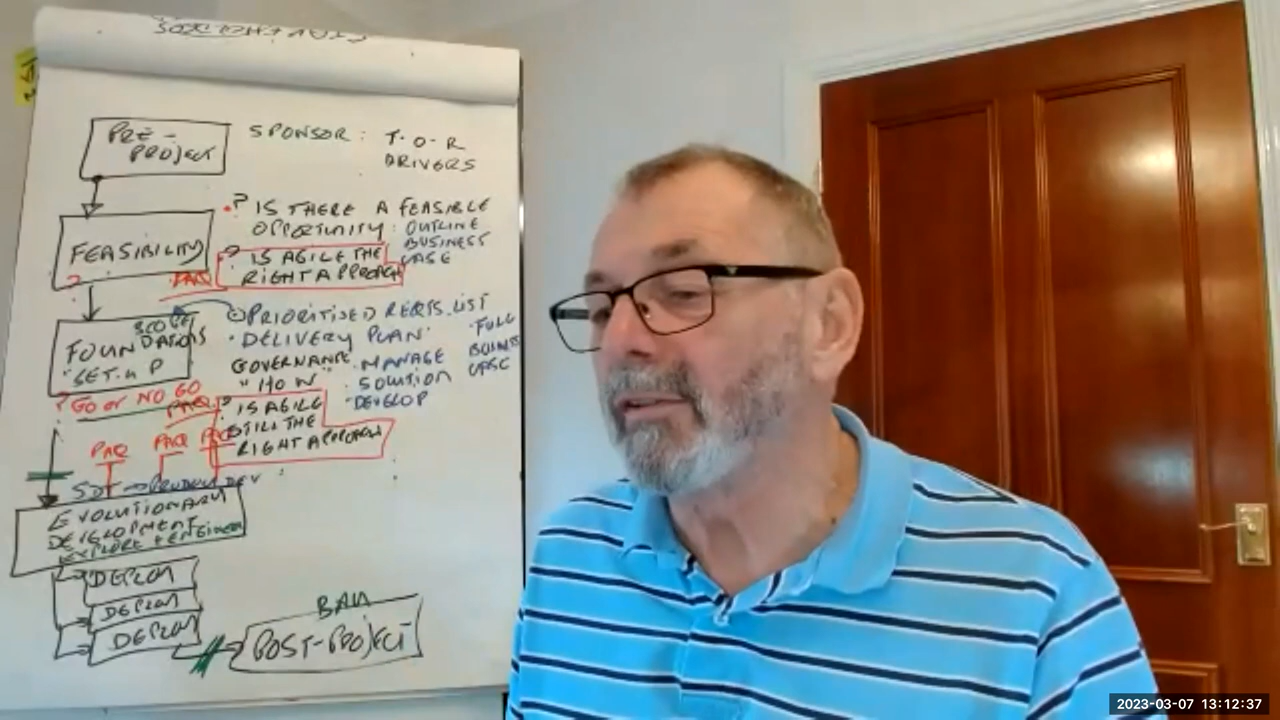 PRE-
PROJECT
SPONSOR: T.O.R
DRIVERS
FEASIBILITY
?
PAQ
.? IS THERE A FEASIBLE
OPPORTUNITY: OUTLINE
BUSINESS
CASE
? IS AGILE THE
RIGHT APPROACH
SCOPE
FOUNDATIONS
"SET-UP
PRIORITISED REQTS LIST
· DELIVERY PLAN
GOVERNANCE
"HOW"
· MANAGE
SOLUTION
· DEVELOP
· FULL
BUSINESS
CASE
? GO or NO GO
PAQ
? IS AGILE
STILL THE
RIGHT APPROACH
PAQ PAQ PAQ
SDT → PRODUCT DEV
EVOLUTIONARY
DEVELOPMENT
EXPLORE + ENGINEER
DEPLOY
DEPLOY
DEPLOY
BAU
POST-PROJECT
2023-03-07 13:12:37